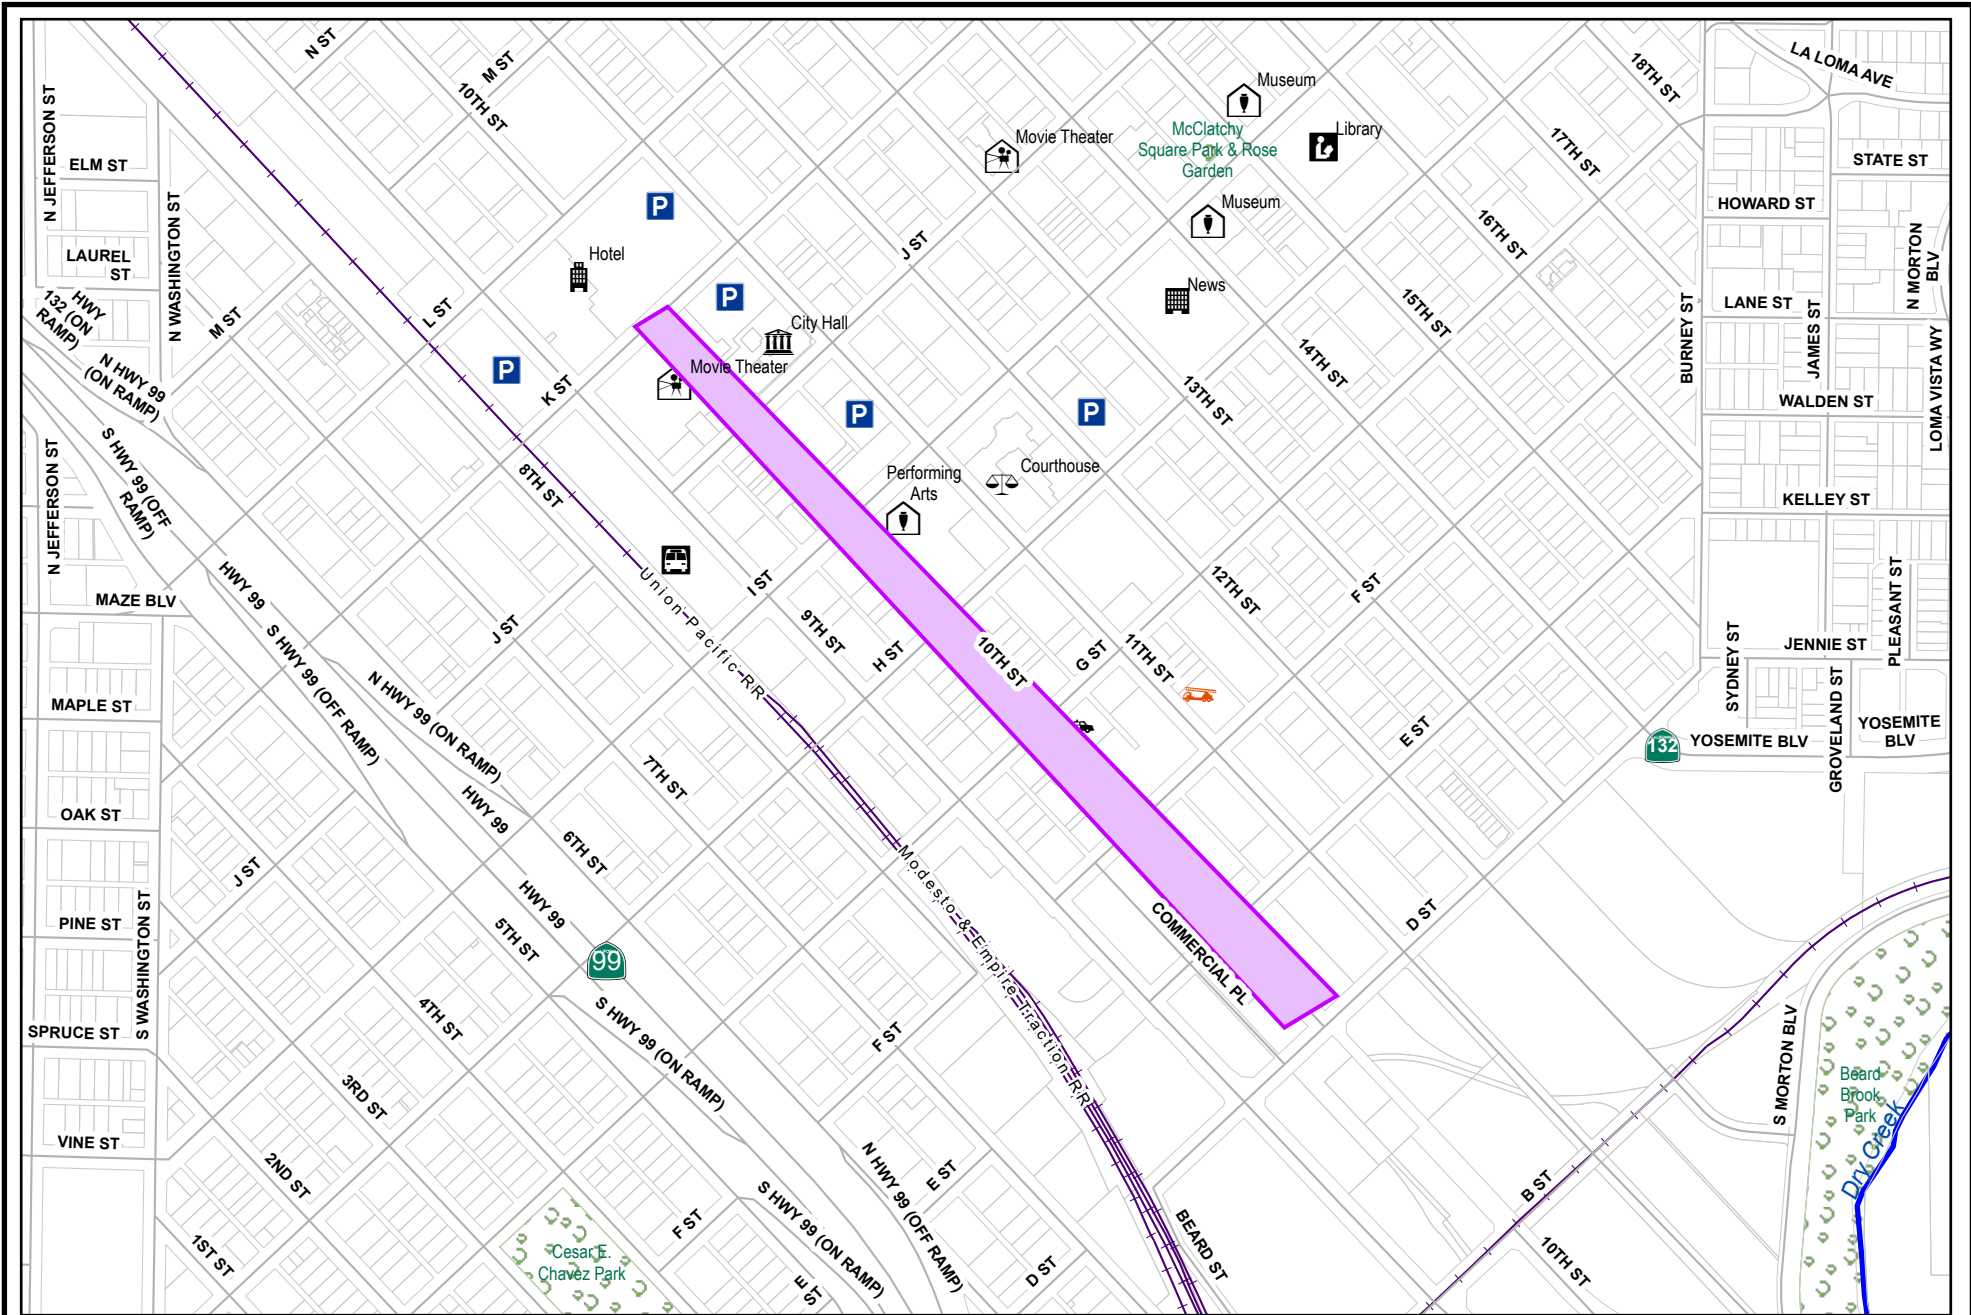 N ST
M ST
10TH ST
18TH ST
LA LOMA AVE
N JEFFERSON ST
Museum
Movie Theater
McClatchy
Square Park & Rose
Garden
Library
17TH ST
STATE ST
ELM ST
N WASHINGTON ST
P
Museum
HOWARD ST
16TH ST
J ST
Hotel
LAUREL
ST
N MORTON
BLV
HWY
132 (ON
RAMP)
M ST
L ST
P
News
15TH ST
LANE ST
BURNEY ST
JAMES ST
LOMA VISTA WY
City Hall
Movie Theater
N HWY 99
(ON RAMP)
P
K ST
14TH ST
13TH ST
WALDEN ST
P
P
S HWY 99 (OFF
RAMP)
N JEFFERSON ST
8TH ST
Performing
Arts
Courthouse
KELLEY ST
HWY 99
MAZE BLV
Union Pacific RR
I ST
9TH ST
H ST
12TH ST
F ST
PLEASANT ST
J ST
S HWY 99 (OFF RAMP)
N HWY 99 (ON RAMP)
10TH ST
G ST
11TH ST
SYDNEY ST
JENNIE ST
GROVELAND ST
MAPLE ST
E ST
132
YOSEMITE BLV
YOSEMITE
BLV
7TH ST
HWY 99
OAK ST
6TH ST
J ST
Modesto & Empire Traction RR
HWY 99
5TH ST
COMMERCIAL PL
D ST
PINE ST
S WASHINGTON ST
99
4TH ST
S HWY 99 (ON RAMP)
SPRUCE ST
F ST
S MORTON BLV
Beard
Brook
Park
3RD ST
VINE ST
Dry Creek
2ND ST
E ST
N HWY 99 (OFF RAMP)
S HWY 99 (ON RAMP)
B ST
F ST
BEARD ST
1ST ST
Cesar E.
Chavez Park
E ST
D ST
10TH ST